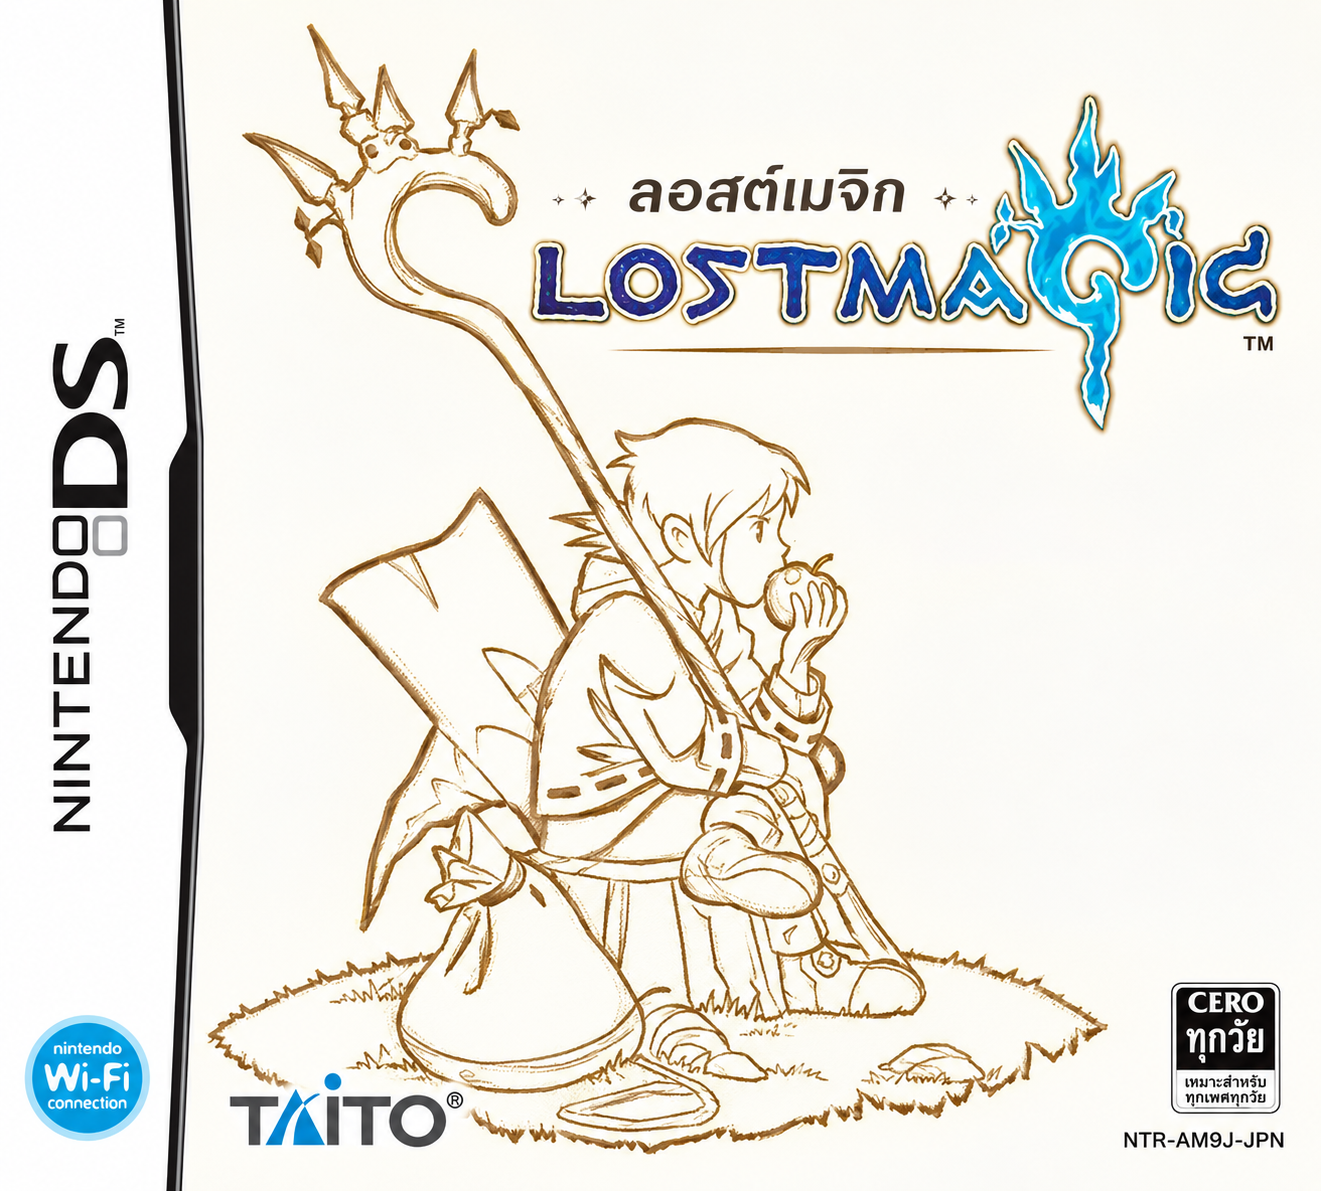 NINTENDO DS™
ลอสต์เมจิก
LOSTMAGIC
™
nintendo
Wi-Fi
connection
TAITO®
CERO
ทุกวัย
เหมาะสำหรับ
ทุกเพศทุกวัย
NTR-AM9J-JPN